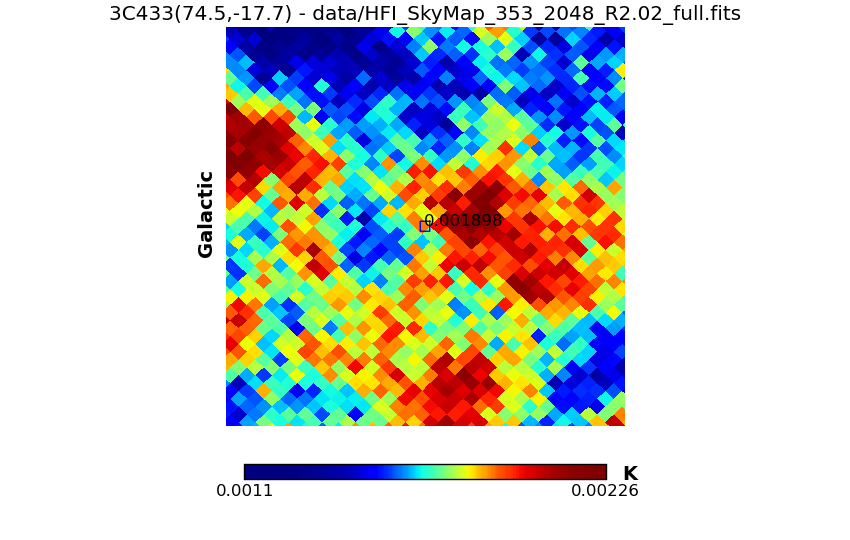 3C433(74.5,-17.7) - data/HFI_SkyMap_353_2048_R2.02_full.fits
Galactic
0.001898
K
0.0011
0.00226